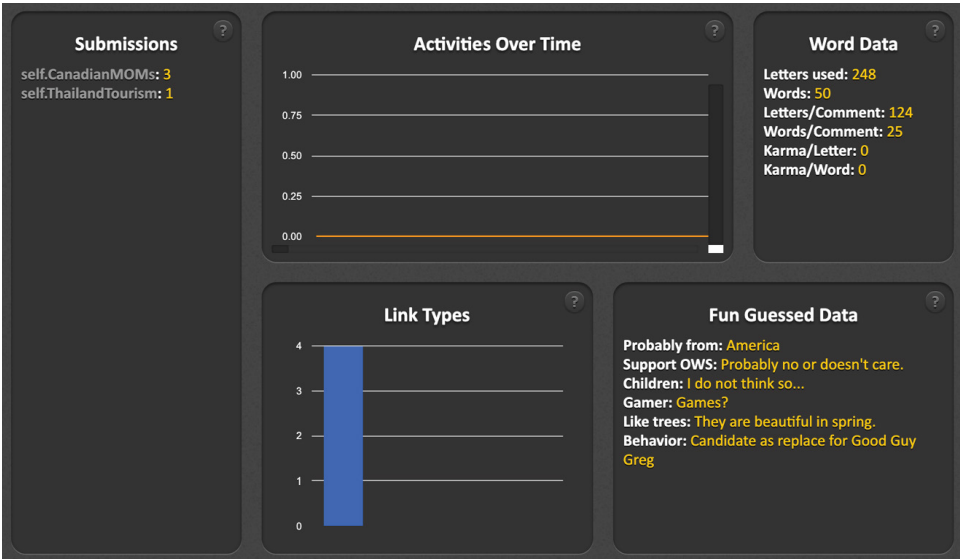 Submissions
?
self.CanadianMOMs: 3
self.ThailandTourism: 1
Activities Over Time
?
1.00
0.75
0.50
0.25
0.00
Word Data
?
Letters used: 248
Words: 50
Letters/Comment: 124
Words/Comment: 25
Karma/Letter: 0
Karma/Word: 0
Link Types
?
4
3
2
1
0
Fun Guessed Data
?
Probably from: America
Support OWS: Probably no or doesn't care.
Children: I do not think so...
Gamer: Games?
Like trees: They are beautiful in spring.
Behavior: Candidate as replace for Good Guy
Greg